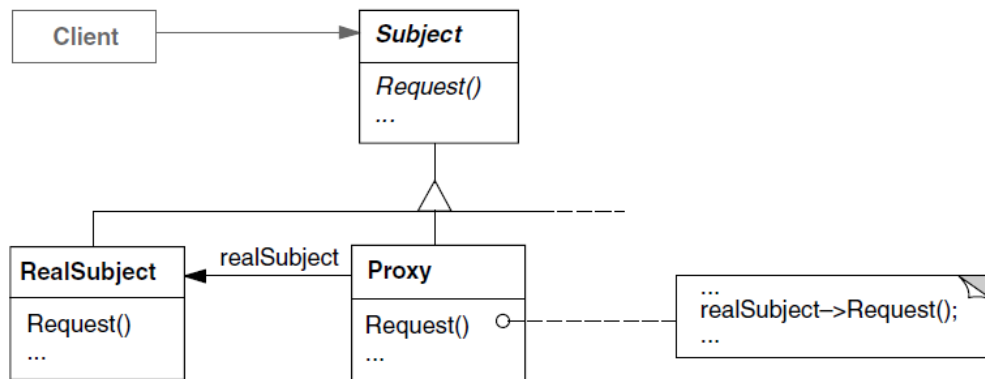 Client
Subject
Request()
...
realSubject
RealSubject
Request()
...
Proxy
Request()
...
...
realSubject–>Request();
...